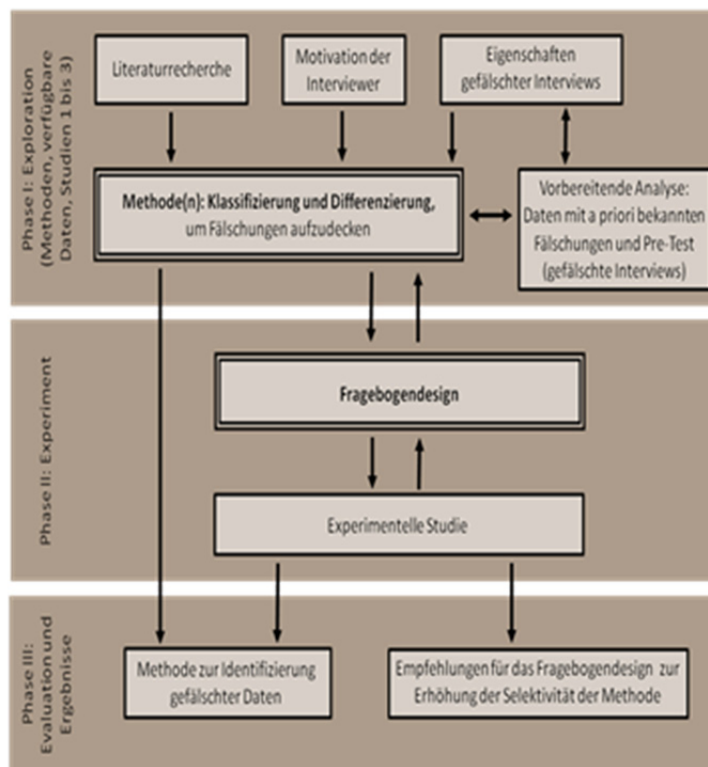 Phase I: Exploration
(Methoden, verfügbare
Daten, Studien 1 bis 3)
Literaturrecherche
Motivation der
Interviewer
Eigenschaften
gefälschter Interviews
Methode(n): Klassifizierung und Differenzierung,
um Fälschungen aufzudecken
Vorbereitende Analyse:
Daten mit a priori bekannten
Fälschungen und Pre-Test
(gefälschte Interviews)
Phase II: Experiment
Fragebogendesign
Experimentelle Studie
Phase III:
Evaluation und
Ergebnisse
Methode zur Identifizierung
gefälschter Daten
Empfehlungen für das Fragebogendesign zur
Erhöhung der Selektivität der Methode